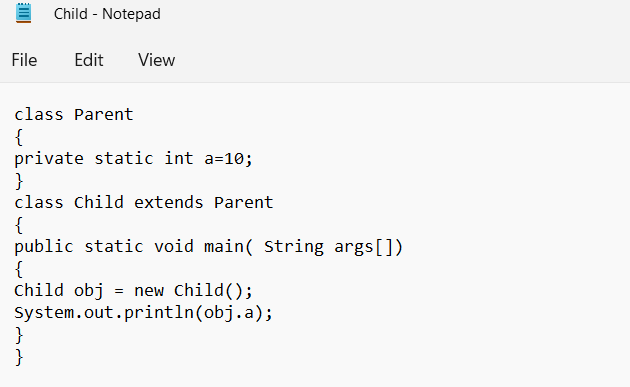 Child - Notepad
File Edit View
class Parent
{
private static int a=10;
}
class Child extends Parent
{
public static void main( String args[])
{
Child obj = new Child();
System.out.println(obj.a);
}
}